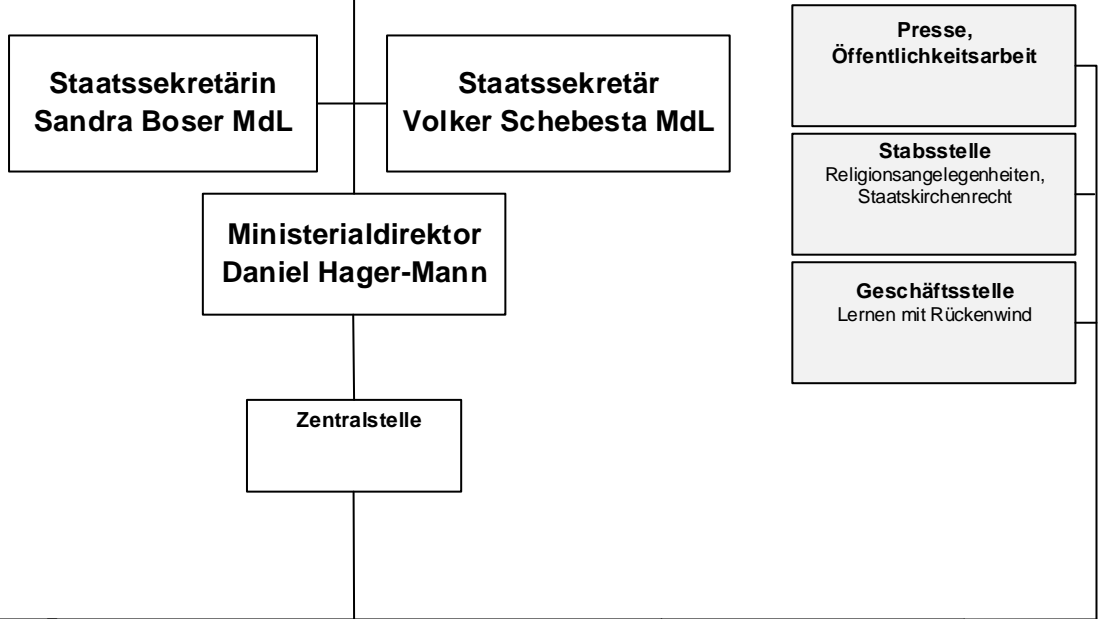 Staatssekretärin
Sandra Boser MdL
Staatssekretär
Volker Schebesta MdL
Ministerialdirektor
Daniel Hager-Mann
Zentralstelle
Presse,
Öffentlichkeitsarbeit
Stabsstelle
Religionsangelegenheiten,
Staatskirchenrecht
Geschäftsstelle
Lernen mit Rückenwind